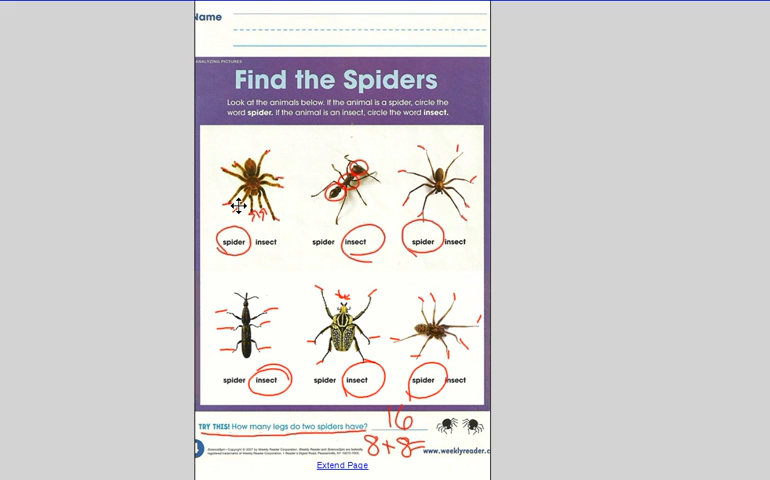 Name
ANALYZING PICTURES
Find the Spiders
Look at the animals below. If the animal is a spider, circle the
word spider. If the animal is an insect, circle the word insect.
spider insect spider insect spider insect
spider insect spider insect spider insect
TRY THIS! How many legs do two spiders have? 16
8+8=
www.weeklyreader.c
Extend Page